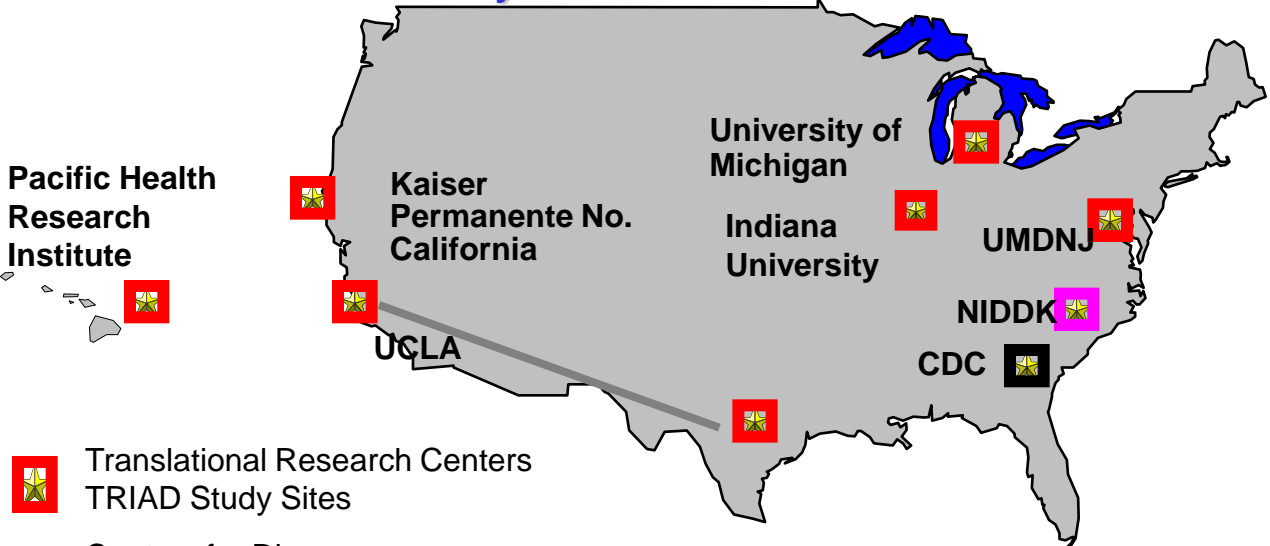 Pacific Health
Research
Institute
Kaiser
Permanente No.
California
University of
Michigan
Indiana
University
UMDNJ
NIDDK
UCLA
CDC
Translational Research Centers
TRIAD Study Sites